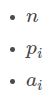 • n
• pᵢ
• aᵢ